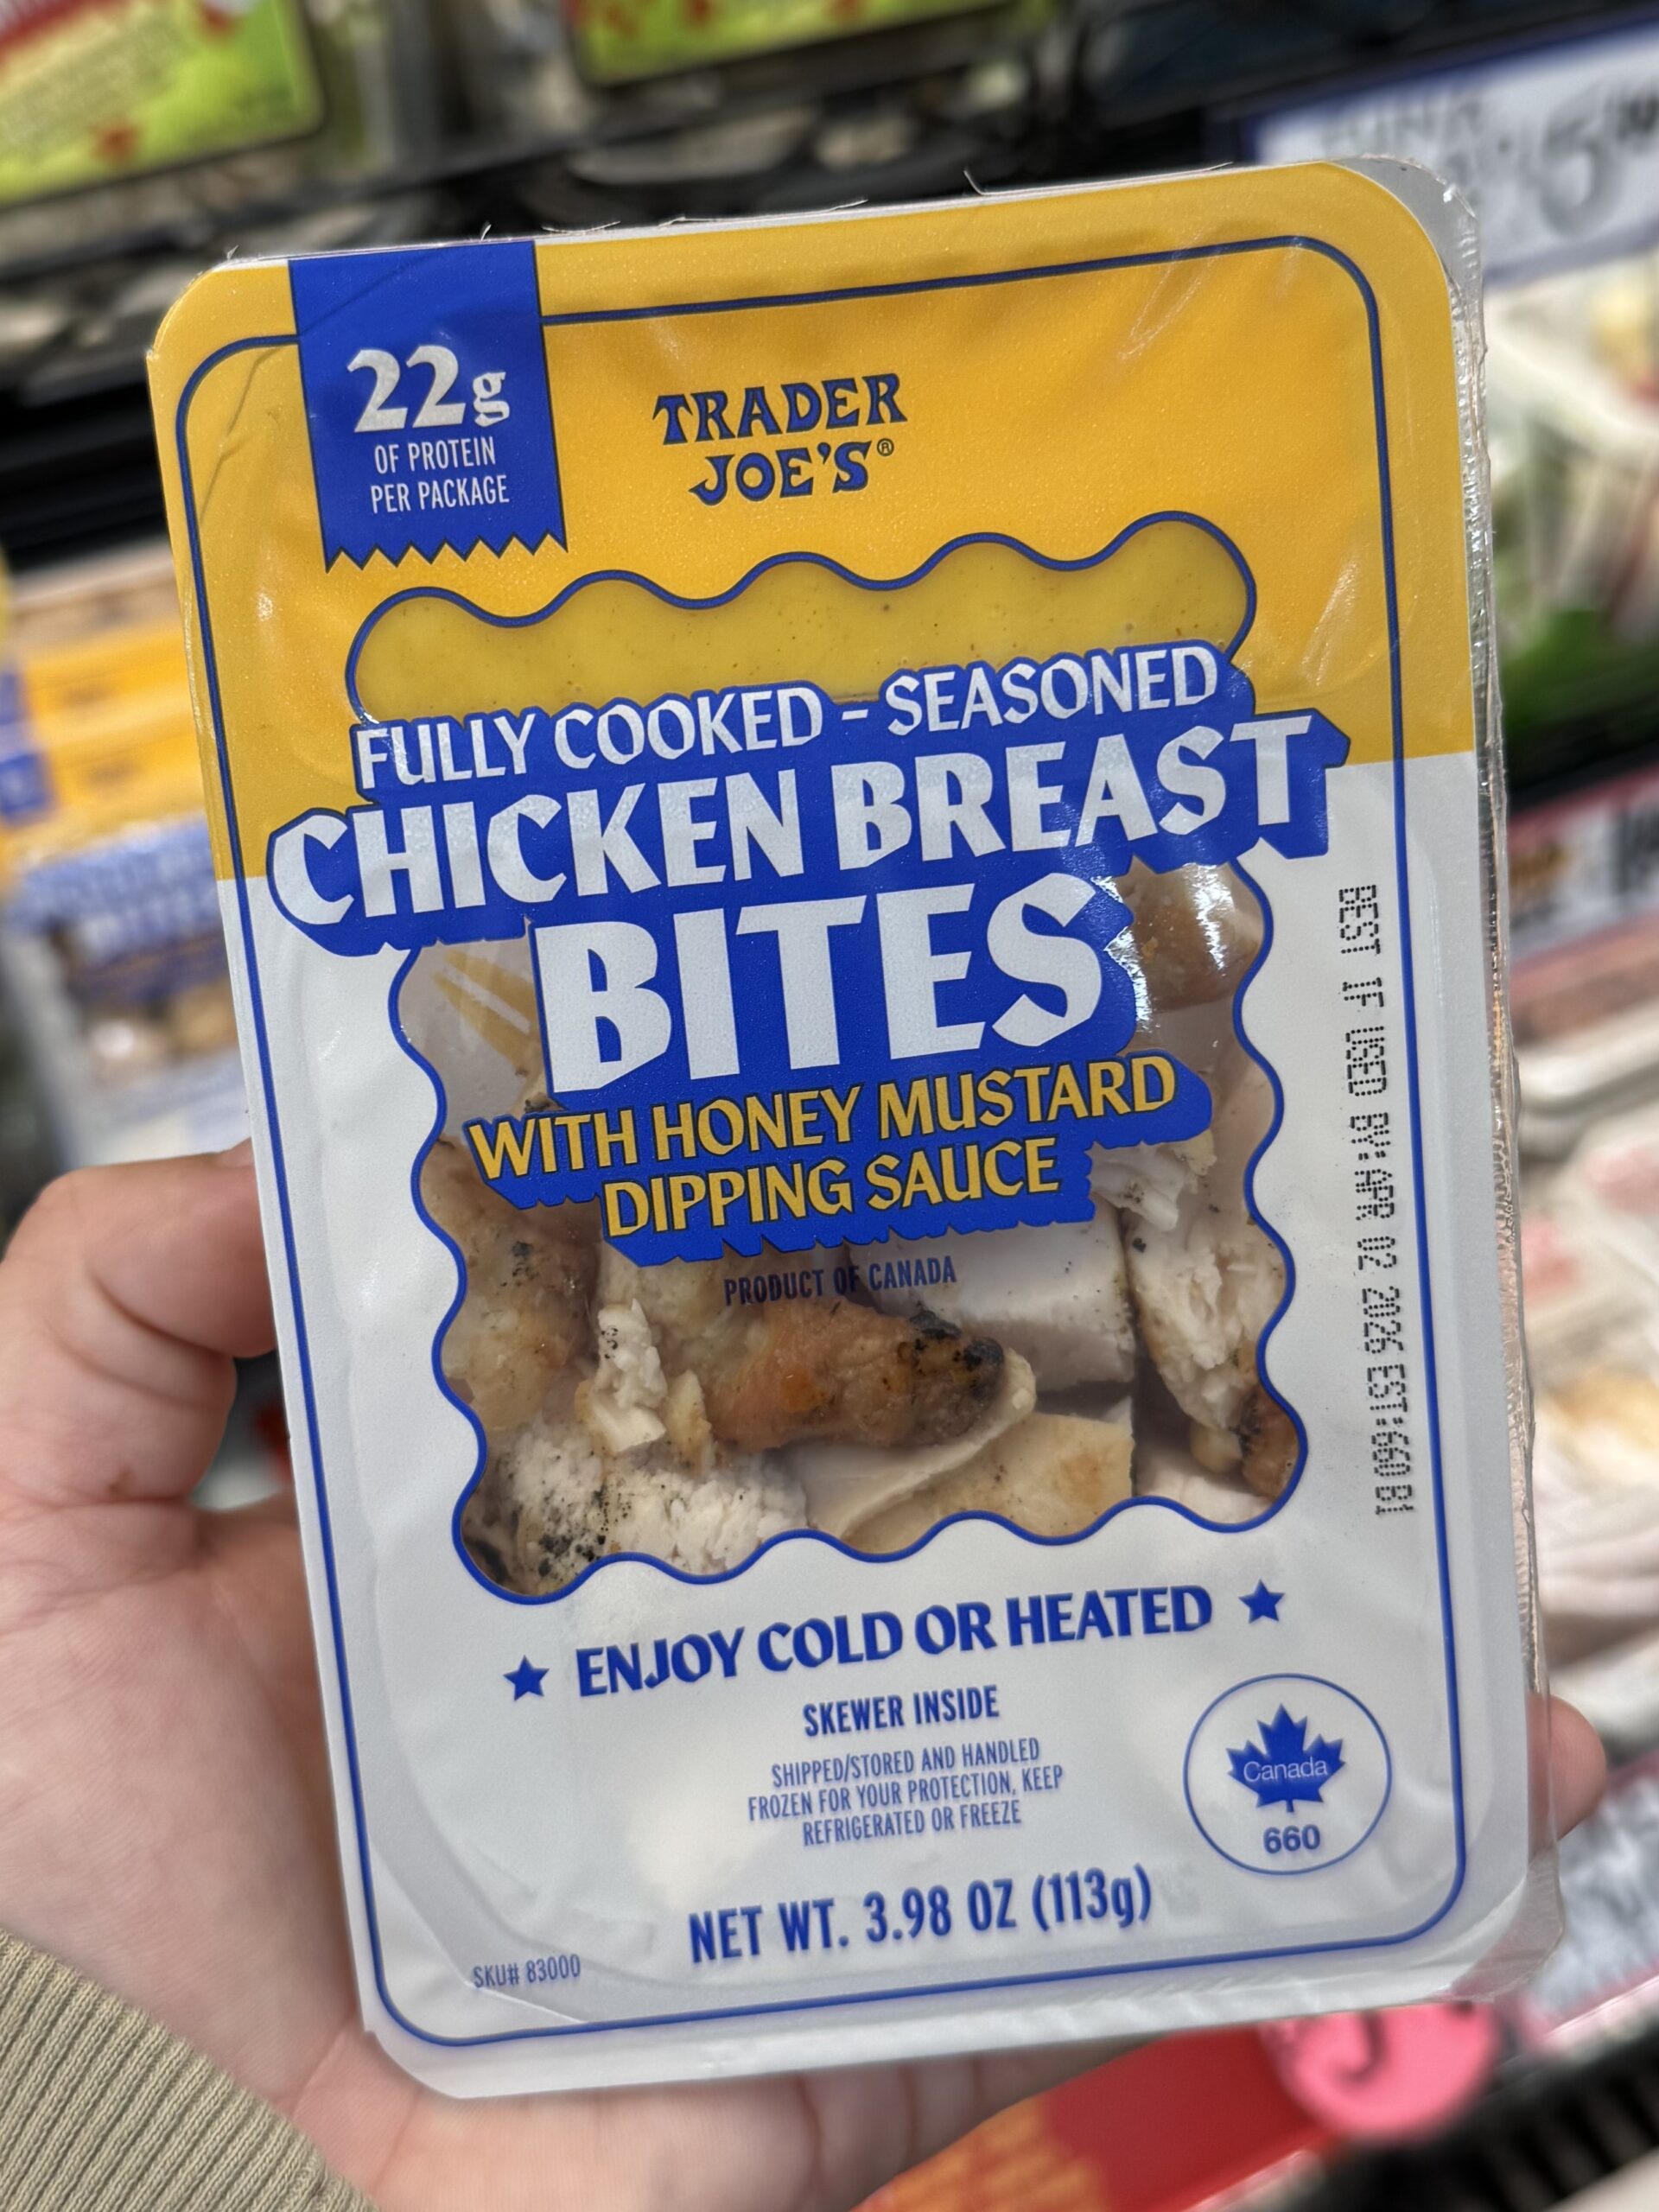 22g
OF PROTEIN
PER PACKAGE
TRADER
JOE'S®
FULLY COOKED - SEASONED
CHICKEN BREAST
BITES
WITH HONEY MUSTARD
DIPPING SAUCE
PRODUCT OF CANADA
BEST IF USED BY: APR 02 2026 EST:660 B1
★ ENJOY COLD OR HEATED ★
SKEWER INSIDE
SHIPPED/STORED AND HANDLED
FROZEN FOR YOUR PROTECTION, KEEP
REFRIGERATED OR FREEZE
Canada
660
NET WT. 3.98 OZ (113g)
SKU# 83000